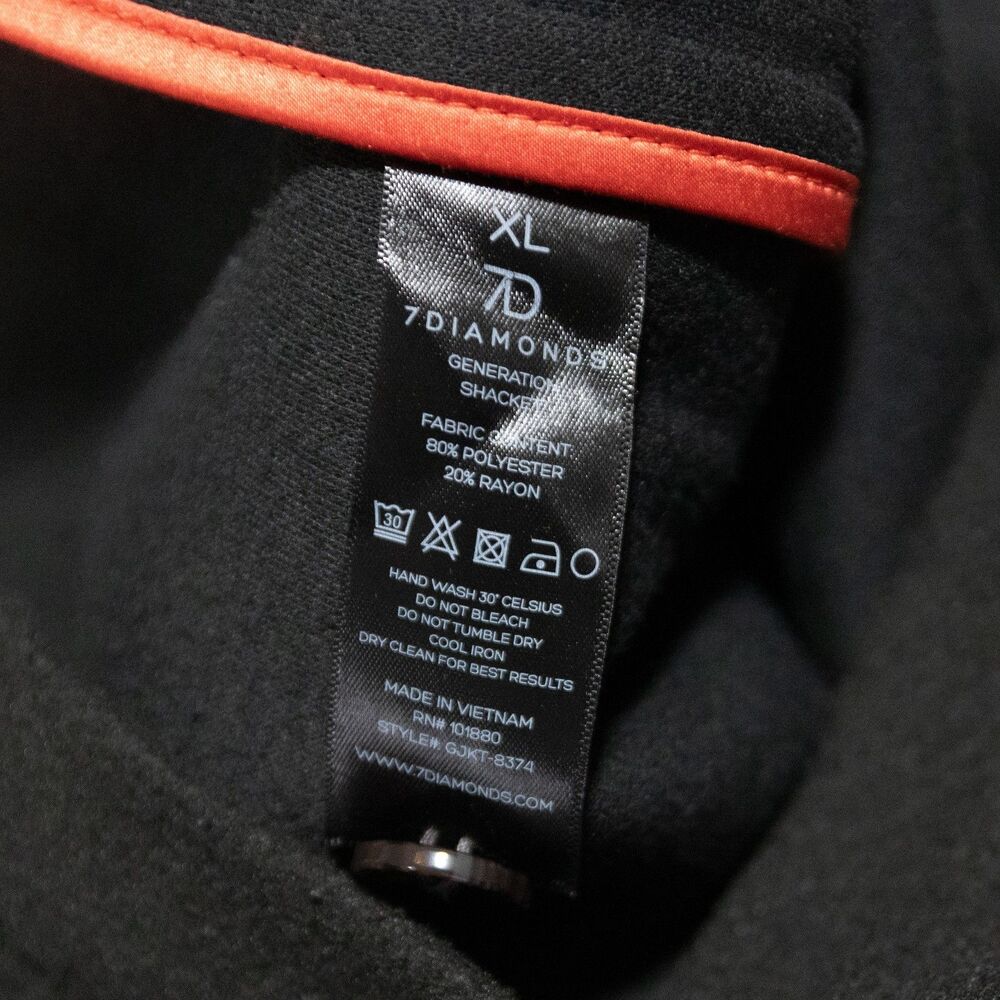 XL
7D
7DIAMONDS
GENERATION
SHACKET
FABRIC CONTENT
80% POLYESTER
20% RAYON
30
HAND WASH 30° CELSIUS
DO NOT BLEACH
DO NOT TUMBLE DRY
COOL IRON
DRY CLEAN FOR BEST RESULTS
MADE IN VIETNAM
RN# 101880
STYLE# GJKT-8374
WWW.7DIAMONDS.COM